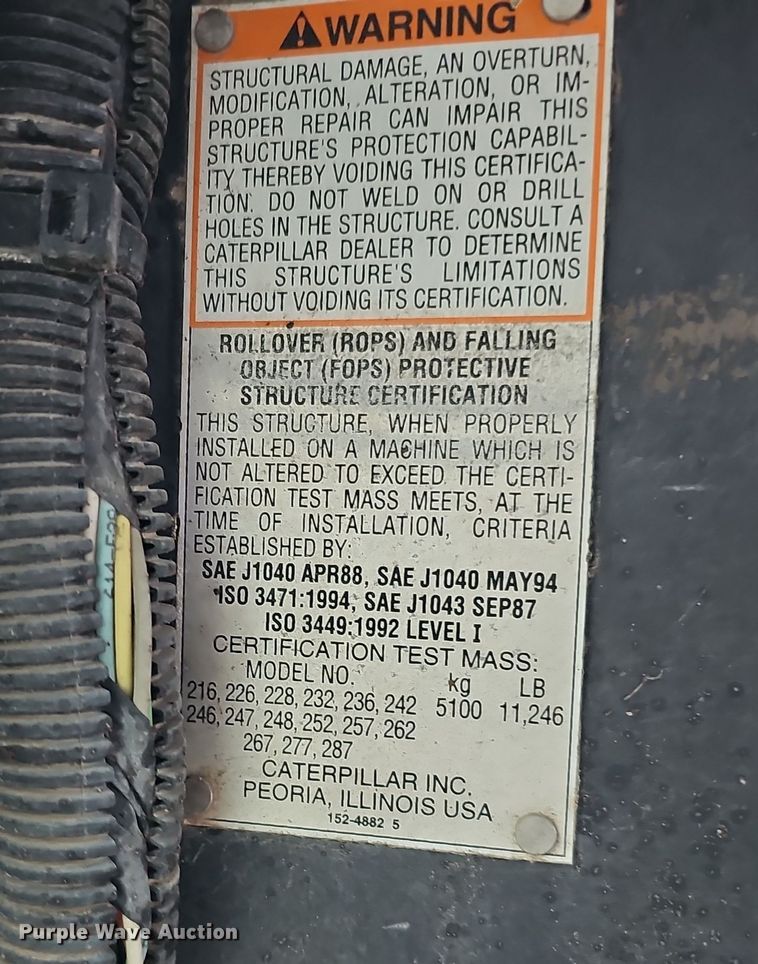 WARNING
STRUCTURAL DAMAGE, AN OVERTURN,
MODIFICATION, ALTERATION, OR IM-
PROPER REPAIR CAN IMPAIR THIS
STRUCTURE'S PROTECTION CAPABIL-
ITY THEREBY VOIDING THIS CERTIFICA-
TION. DO NOT WELD ON OR DRILL
HOLES IN THE STRUCTURE. CONSULT A
CATERPILLAR DEALER TO DETERMINE
THIS STRUCTURE'S LIMITATIONS
WITHOUT VOIDING ITS CERTIFICATION.
ROLLOVER (ROPS) AND FALLING
OBJECT (FOPS) PROTECTIVE
STRUCTURE CERTIFICATION
THIS STRUCTURE, WHEN PROPERLY
INSTALLED ON A MACHINE WHICH IS
NOT ALTERED TO EXCEED THE CERTI-
FICATION TEST MASS MEETS, AT THE
TIME OF INSTALLATION, CRITERIA
ESTABLISHED BY:
SAE J1040 APR88, SAE J1040 MAY94
ISO 3471:1994, SAE J1043 SEP87
ISO 3449:1992 LEVEL I
CERTIFICATION TEST MASS:
MODEL NO. kg LB
216, 226, 228, 232, 236, 242 5100 11,246
246, 247, 248, 252, 257, 262
267, 277, 287
CATERPILLAR INC.
PEORIA, ILLINOIS USA
152-4882 5
Purple Wave Auction